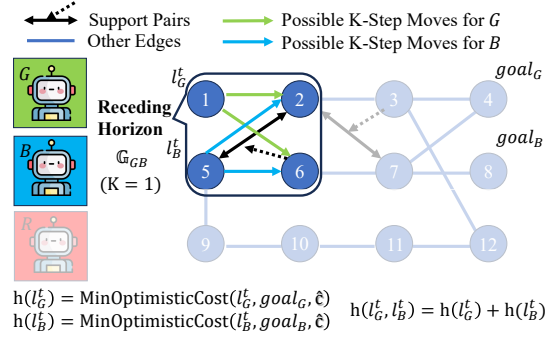 Support Pairs
Possible K-Step Moves for G
Other Edges
Possible K-Step Moves for B
G
B
R
Receding
Horizon
𝔾_GB
(K = 1)
l_G^t
l_B^t
goal_G
goal_B
1 2 3 4
5 6 7 8
9 10 11 12
h(l_G^t) = MinOptimisticCost(l_G^t, goal_G, ĉ)
h(l_B^t) = MinOptimisticCost(l_B^t, goal_B, ĉ)
h(l_G^t, l_B^t) = h(l_G^t) + h(l_B^t)